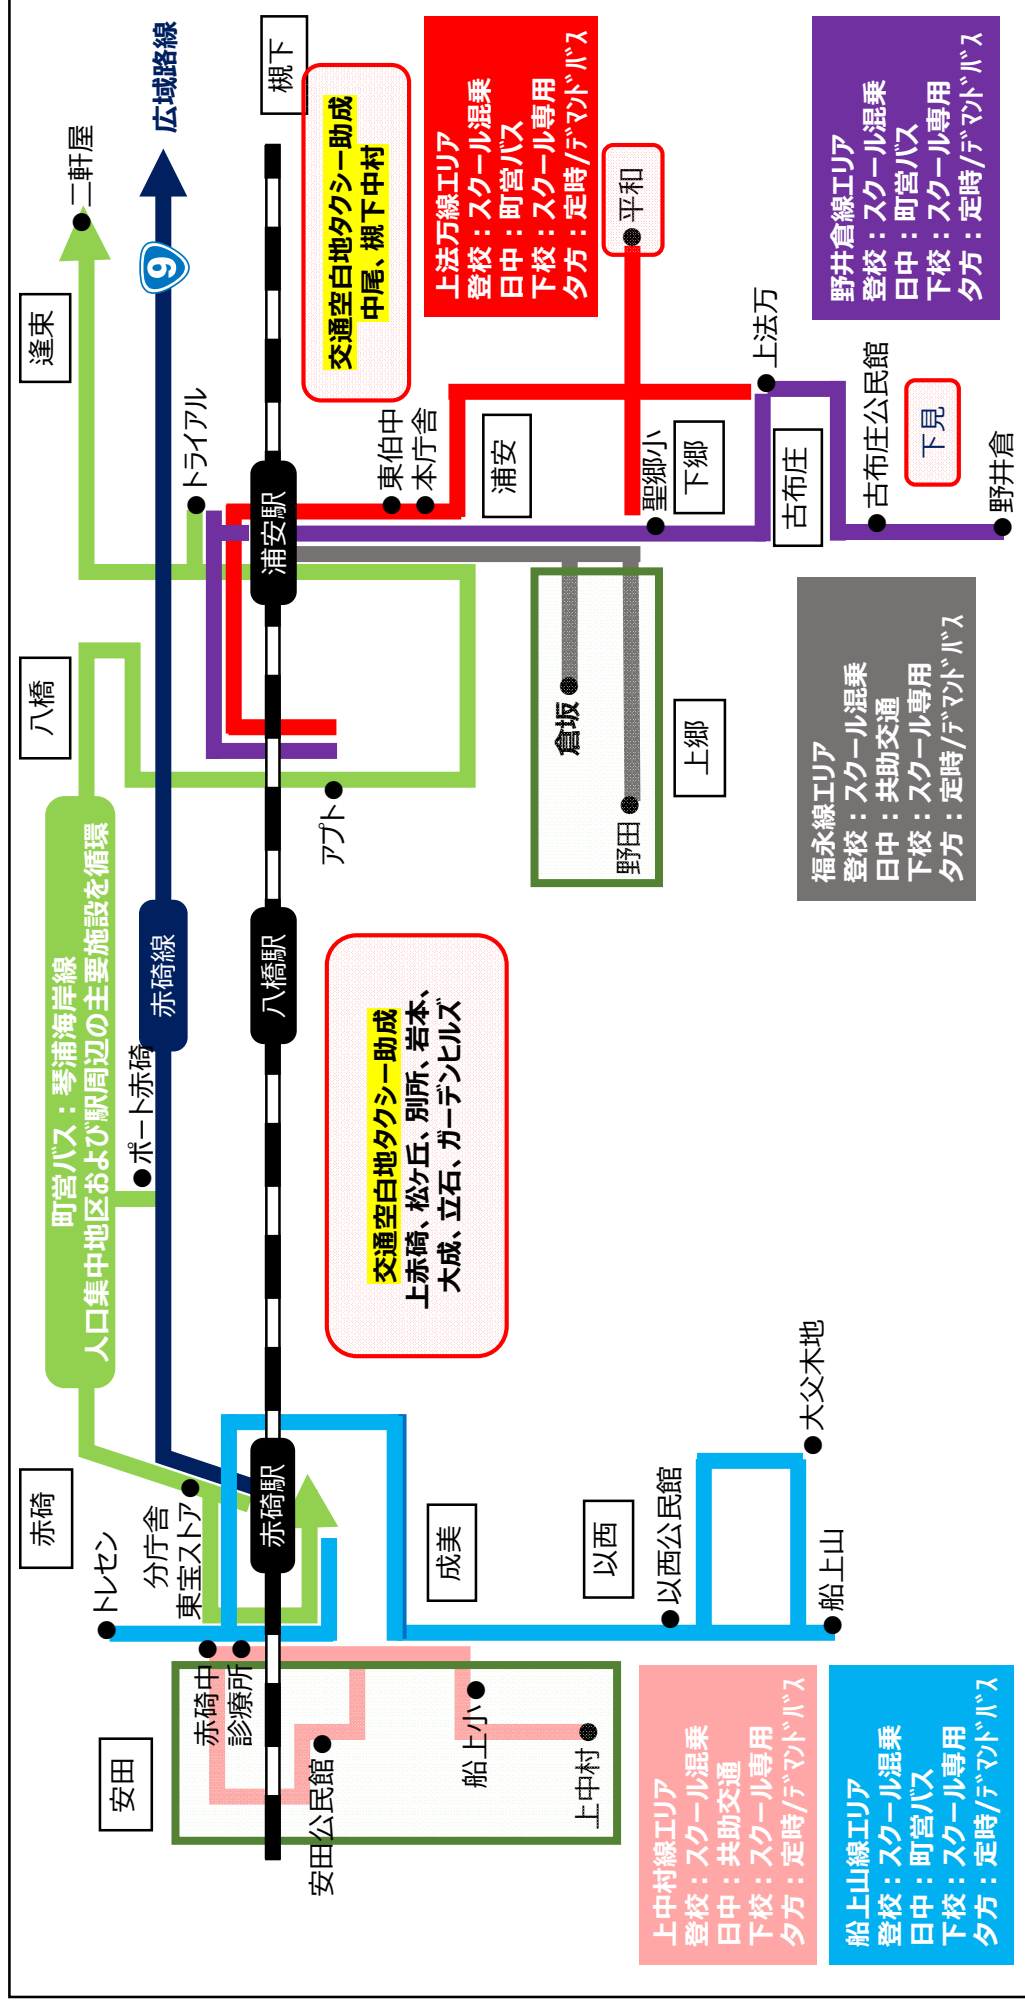 町営バス：琴浦海岸線
人口集中地区および駅周辺の主要施設を循環
広域路線
9
赤碕線
赤碕
八橋
逢束
槻下
二軒屋
トレセン
分庁舎
東宝ストア
ポート赤碕
トライアル
赤碕駅
八橋駅
浦安駅
交通空白地タクシー助成
中尾、槻下中村
安田
赤碕中
診療所
安田公民館
船上小
上中村
成美
以西
以西公民館
大父木地
船上山
交通空白地タクシー助成
上赤碕、松ケ丘、別所、岩本、
大成、立石、ガーデンヒルズ
アプト
東伯中
本庁舎
浦安
倉坂
野田
上郷
聖郷小
下郷
平和
上法万
古布庄
古布庄公民館
下見
野井倉
上中村線エリア
登校：スクール混乗
日中：共助交通
下校：スクール専用
夕方：定時/ﾃﾞﾏﾝﾄﾞﾊﾞｽ
船上山線エリア
登校：スクール混乗
日中：町営バス
下校：スクール専用
夕方：定時/ﾃﾞﾏﾝﾄﾞﾊﾞｽ
福永線エリア
登校：スクール混乗
日中：共助交通
下校：スクール専用
夕方：定時/ﾃﾞﾏﾝﾄﾞﾊﾞｽ
上法万線エリア
登校：スクール混乗
日中：町営バス
下校：スクール専用
夕方：定時/ﾃﾞﾏﾝﾄﾞﾊﾞｽ
野井倉線エリア
登校：スクール混乗
日中：町営バス
下校：スクール専用
夕方：定時/ﾃﾞﾏﾝﾄﾞﾊﾞｽ